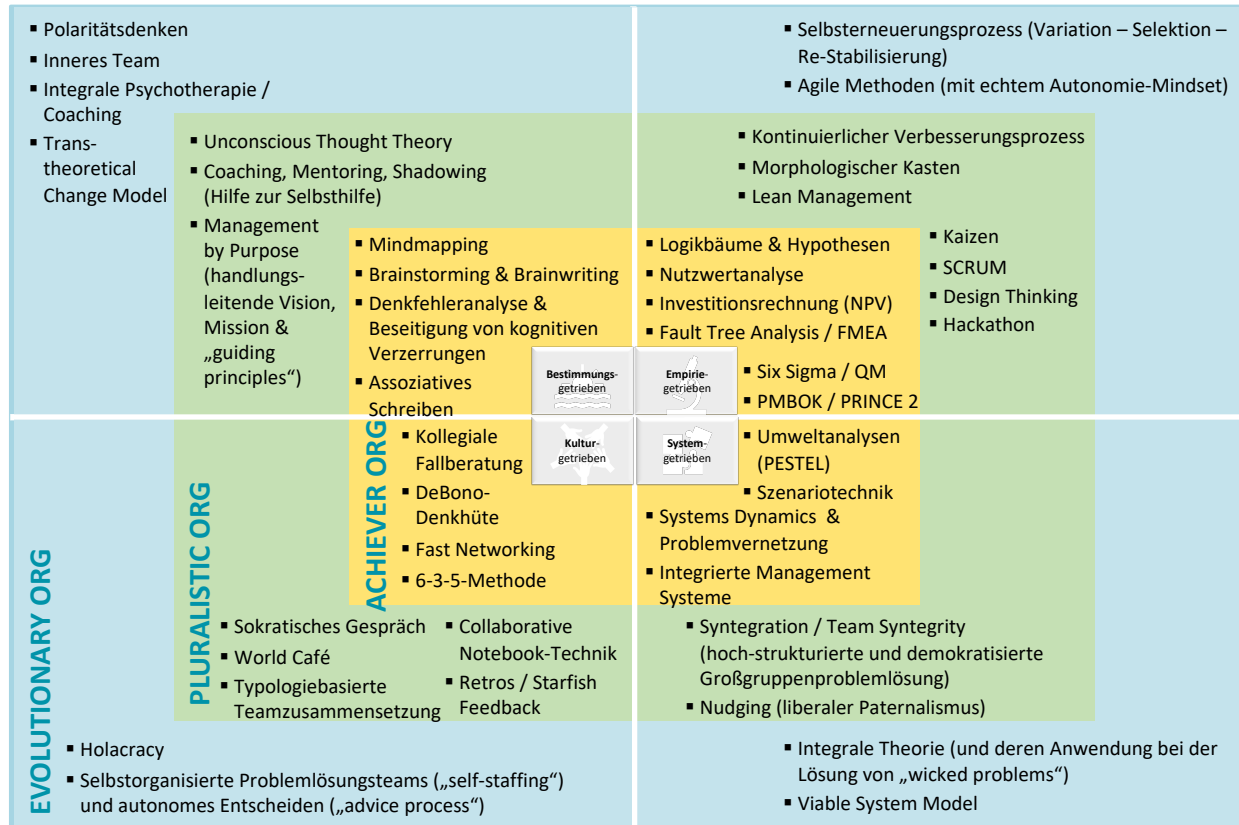 ▪ Polaritätsdenken
▪ Inneres Team
▪ Integrale Psychotherapie /
Coaching
▪ Trans-
theoretical
Change Model
▪ Selbsterneuerungsprozess (Variation – Selektion –
Re-Stabilisierung)
▪ Agile Methoden (mit echtem Autonomie-Mindset)
▪ Unconscious Thought Theory
▪ Coaching, Mentoring, Shadowing
(Hilfe zur Selbsthilfe)
▪ Management
by Purpose
(handlungs-
leitende Vision,
Mission &
„guiding
principles“)
▪ Kontinuierlicher Verbesserungsprozess
▪ Morphologischer Kasten
▪ Lean Management
▪ Kaizen
▪ SCRUM
▪ Design Thinking
▪ Hackathon
▪ Mindmapping
▪ Brainstorming & Brainwriting
▪ Denkfehleranalyse &
Beseitigung von kognitiven
Verzerrungen
▪ Assoziatives
Schreiben
▪ Logikbäume & Hypothesen
▪ Nutzwertanalyse
▪ Investitionsrechnung (NPV)
▪ Fault Tree Analysis / FMEA
▪ Six Sigma / QM
▪ PMBOK / PRINCE 2
Bestimmungs-
getrieben
Empirie-
getrieben
Kultur-
getrieben
System-
getrieben
EVOLUTIONARY ORG
PLURALISTIC ORG
ACHIEVER ORG
▪ Kollegiale
Fallberatung
▪ DeBono-
Denkhüte
▪ Fast Networking
▪ 6-3-5-Methode
▪ Umweltanalysen
(PESTEL)
▪ Szenariotechnik
▪ Systems Dynamics &
Problemvernetzung
▪ Integrierte Management
Systeme
▪ Sokratisches Gespräch
▪ World Café
▪ Typologiebasierte
Teamzusammensetzung
▪ Collaborative
Notebook-Technik
▪ Retros / Starfish
Feedback
▪ Syntegration / Team Syntegrity
(hoch-strukturierte und demokratisierte
Großgruppenproblemlösung)
▪ Nudging (liberaler Paternalismus)
▪ Holacracy
▪ Selbstorganisierte Problemlösungsteams („self-staffing“)
und autonomes Entscheiden („advice process“)
▪ Integrale Theorie (und deren Anwendung bei der
Lösung von „wicked problems“)
▪ Viable System Model